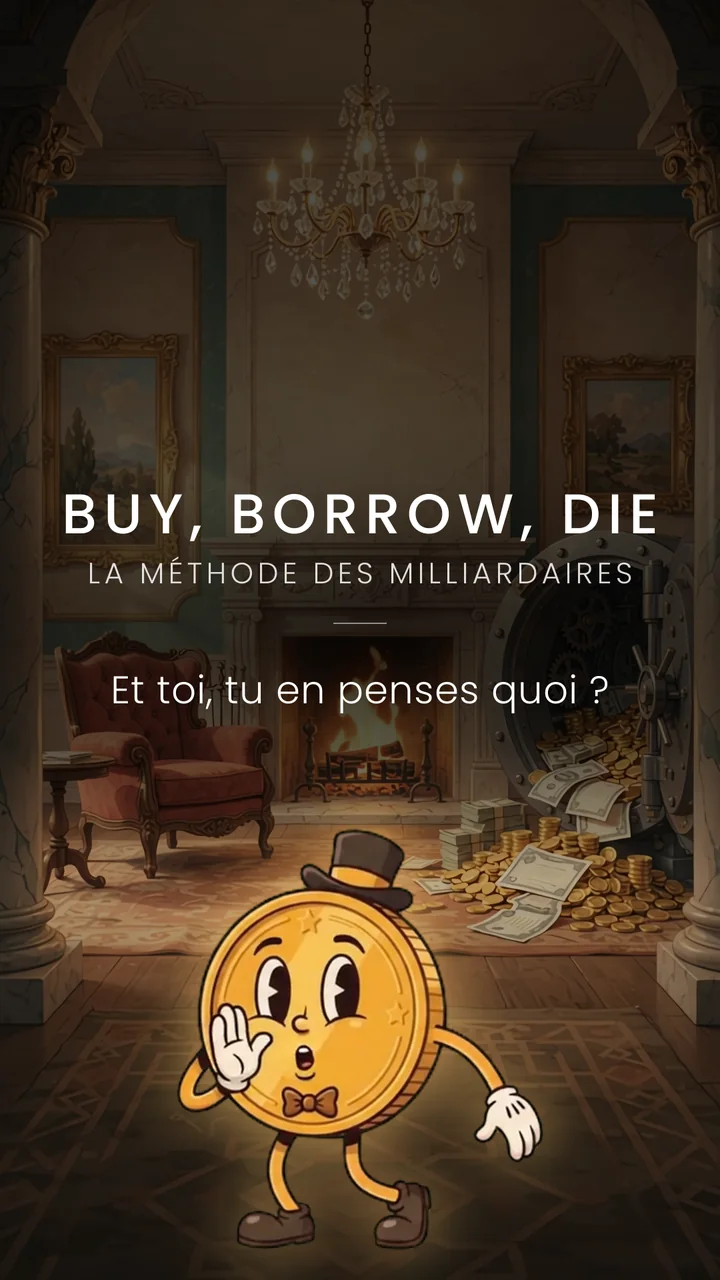 BUY, BORROW, DIE
LA MÉTHODE DES MILLIARDAIRES
Et toi, tu en penses quoi ?